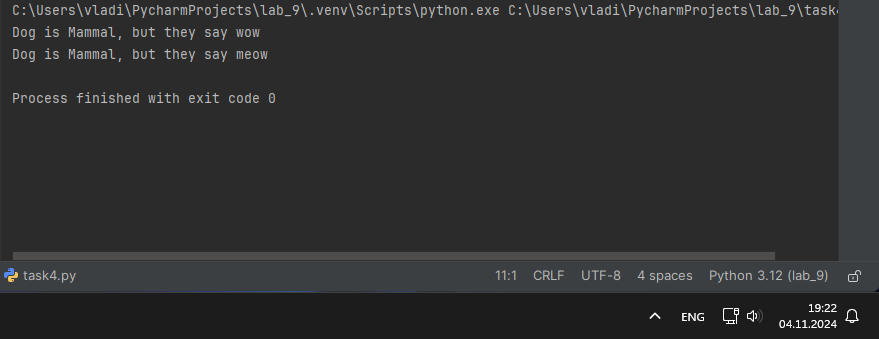 C:\Users\vladi\PycharmProjects\lab_9\.venv\Scripts\python.exe C:\Users\vladi\PycharmProjects\lab_9\task
Dog is Mammal, but they say wow
Dog is Mammal, but they say meow
Process finished with exit code 0
task4.py 11:1 CRLF UTF-8 4 spaces Python 3.12 (lab_9)
ENG 19:22
04.11.2024